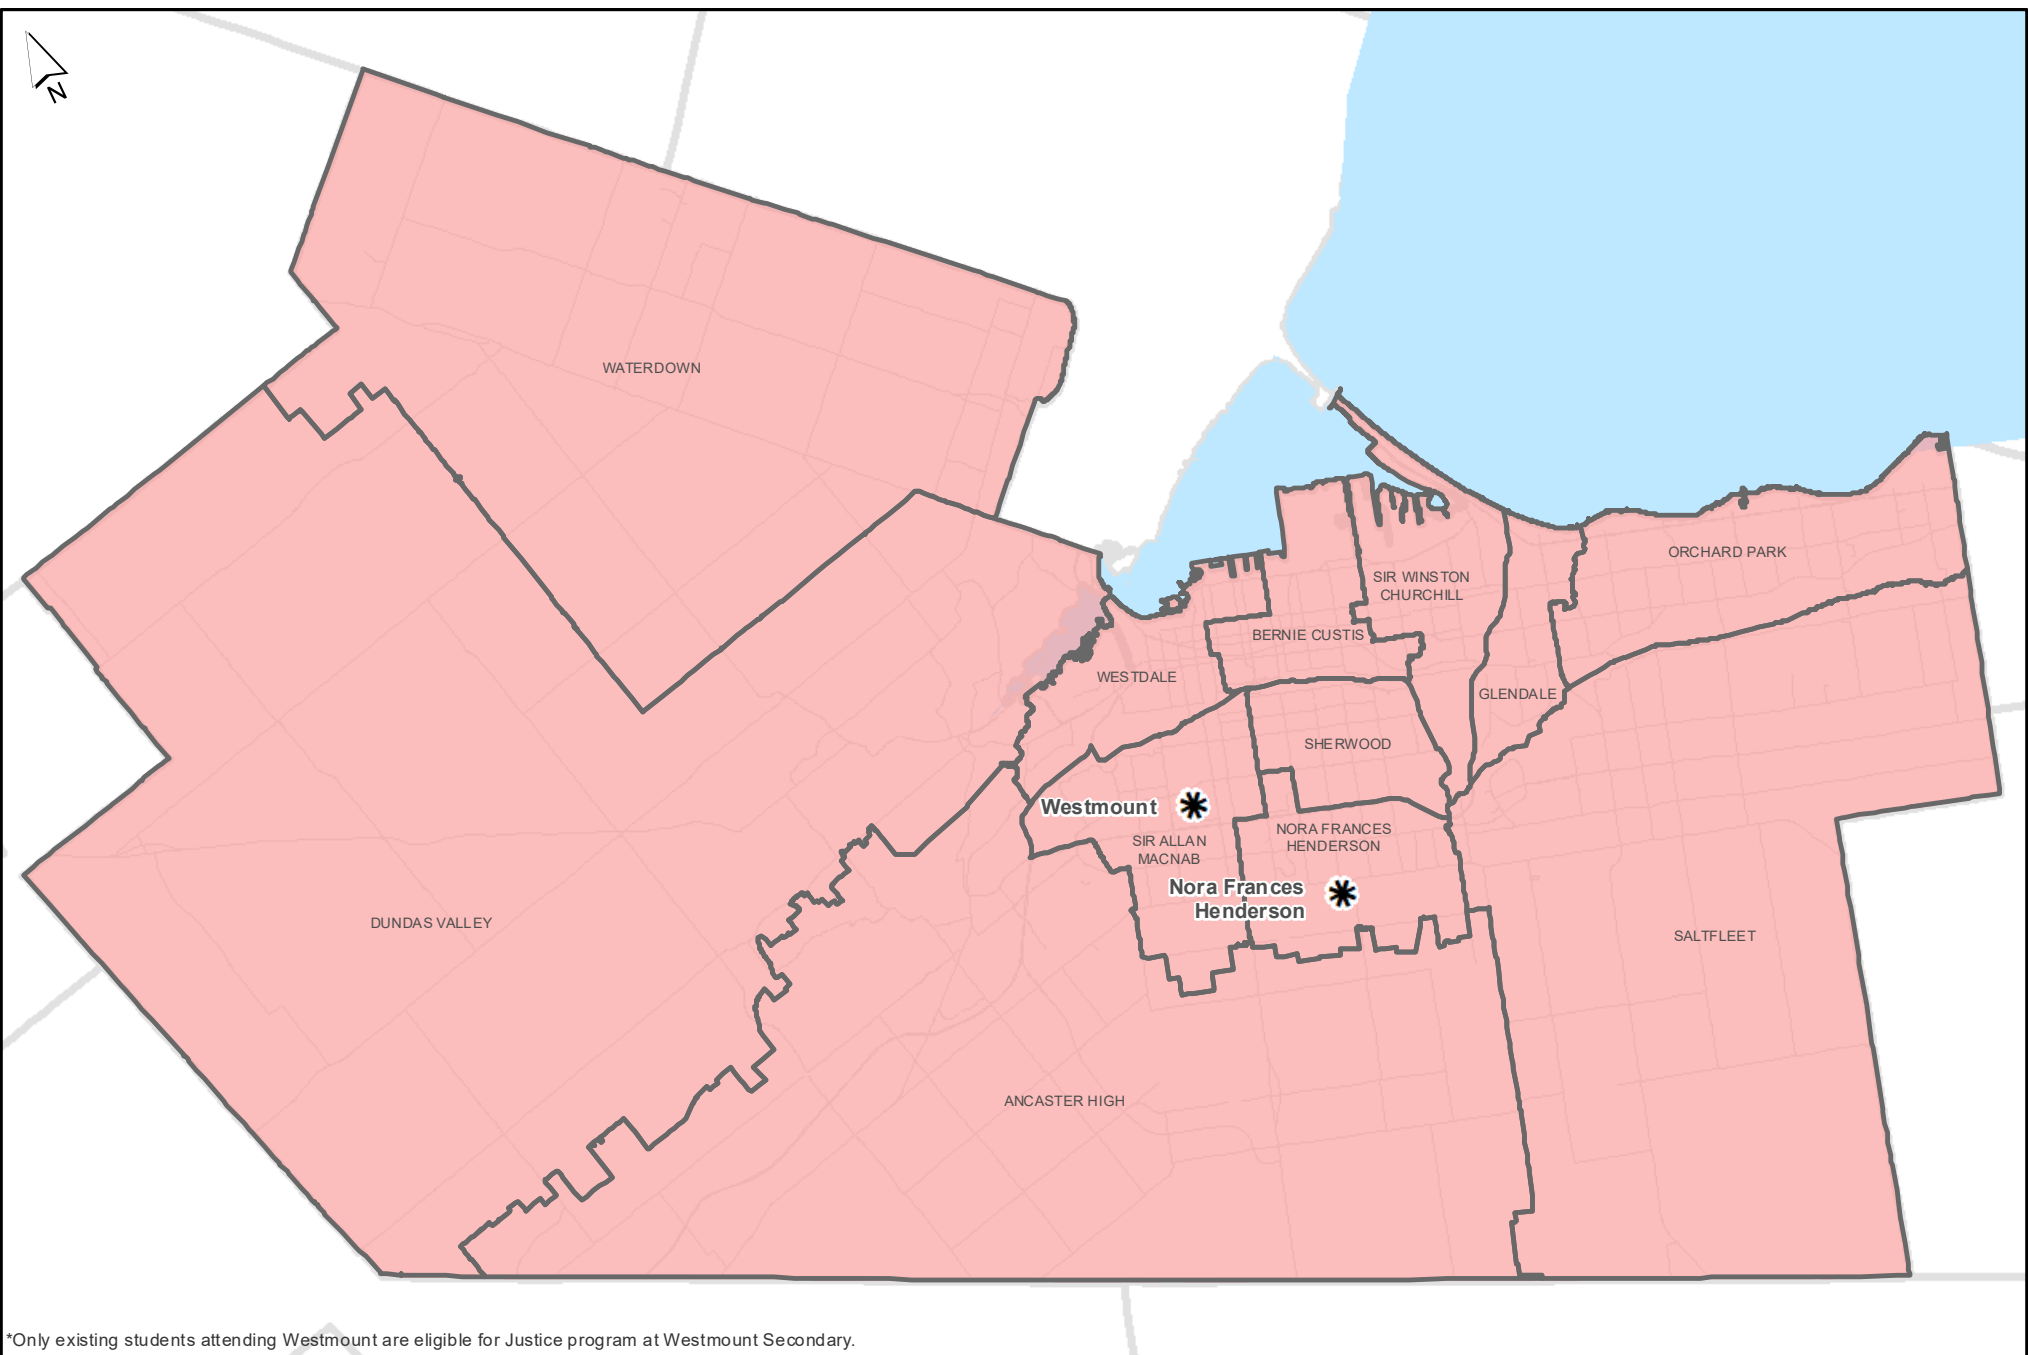 N
WATERDOWN
ORCHARD PARK
SIR WINSTON
CHURCHILL
BERNIE CUSTIS
WESTDALE
GLENDALE
SHERWOOD
Westmount
NORA FRANCES
HENDERSON
SIR ALLAN
MACNAB
Nora Frances
Henderson
DUNDAS VALLEY
SALTFLEET
ANCASTER HIGH
*Only existing students attending Westmount are eligible for Justice program at Westmount Secondary.